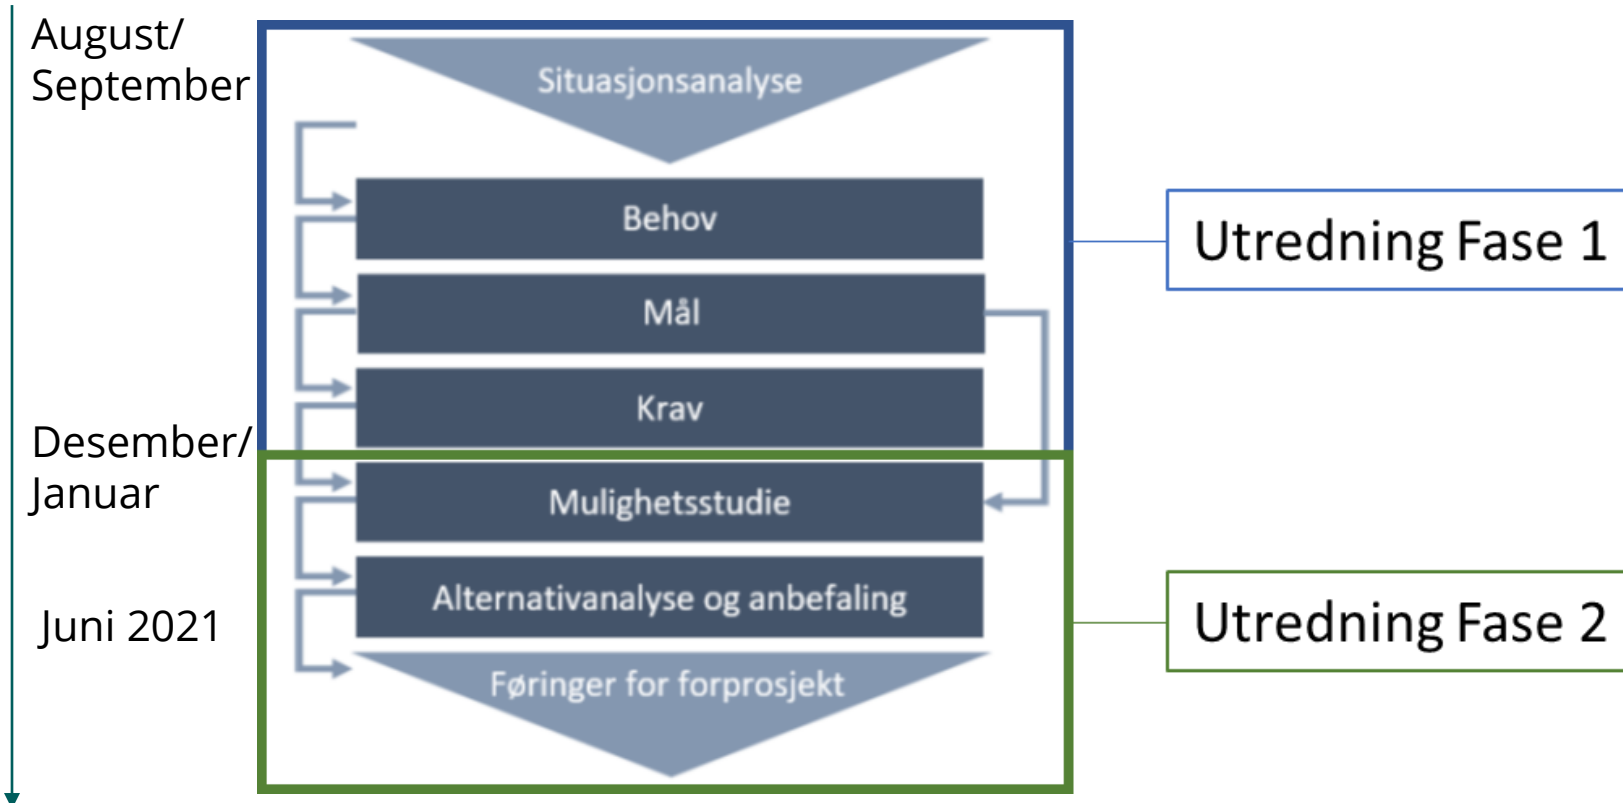 August/
September
Situasjonsanalyse
Behov
Mål
Krav
Desember/
Januar
Mulighetsstudie
Alternativanalyse og anbefaling
Juni 2021
Føringer for forprosjekt
Utredning Fase 1
Utredning Fase 2